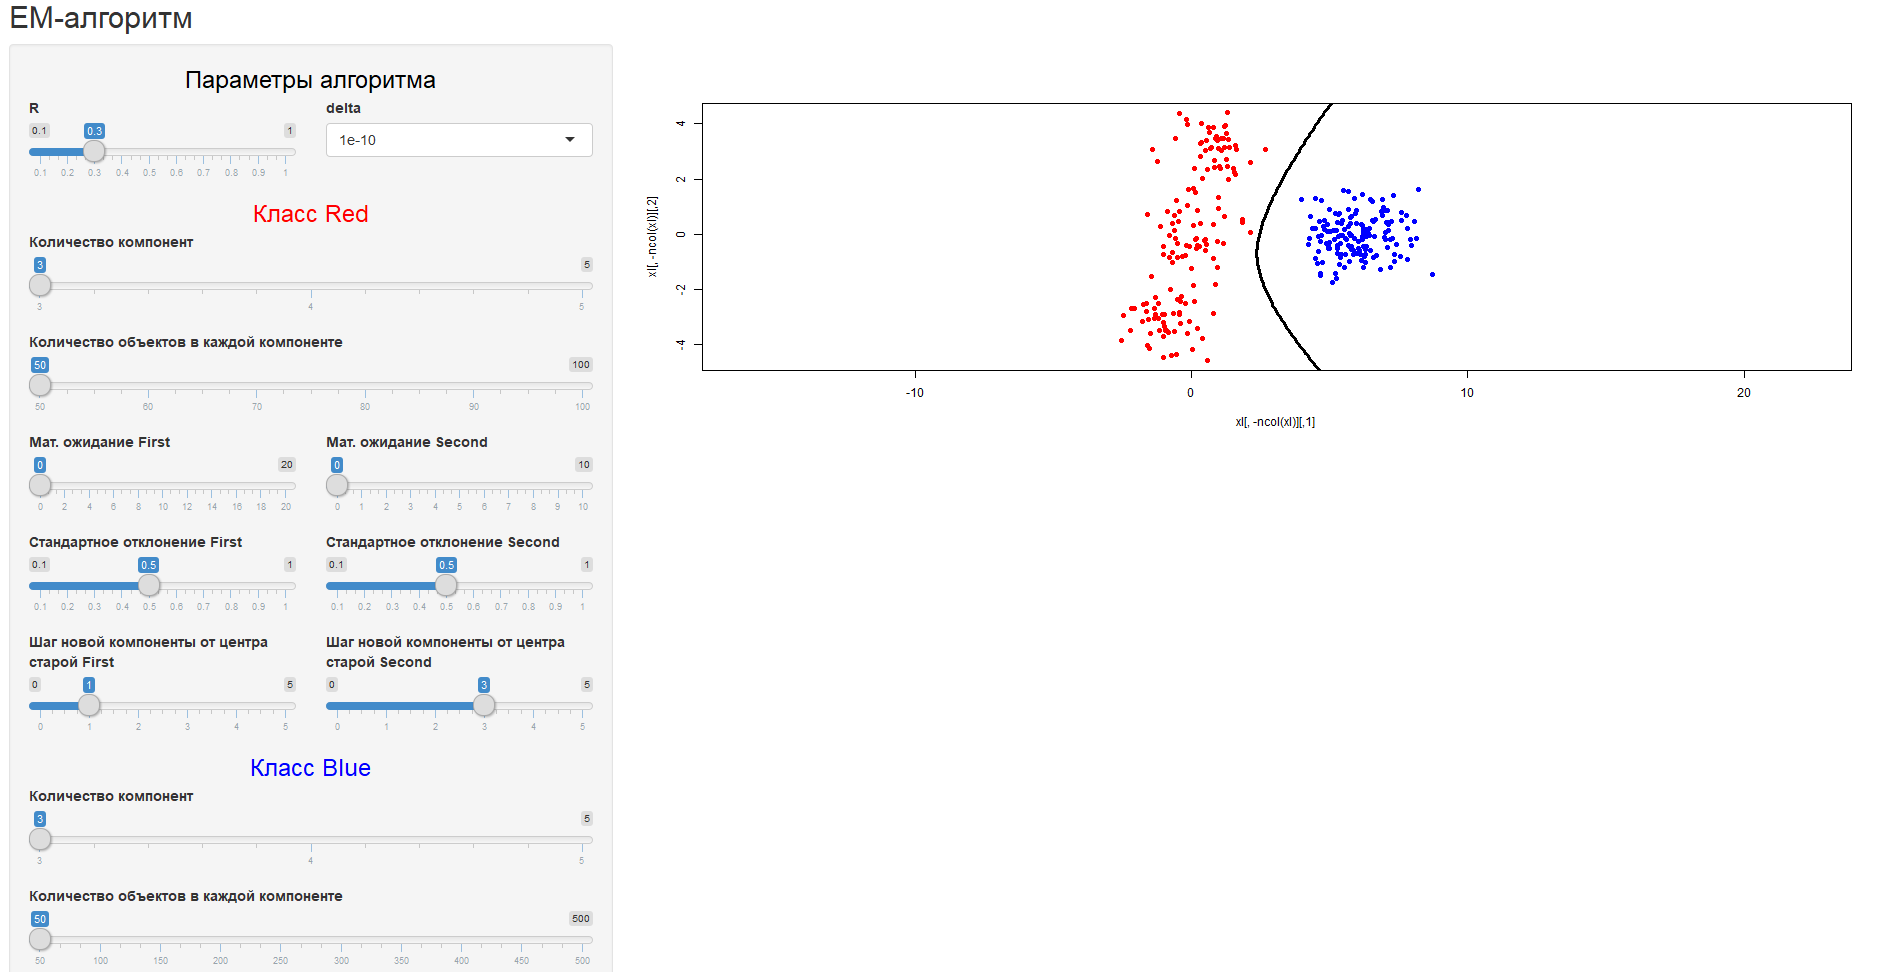 EM-алгоритм
Параметры алгоритма
R
0.1 0.3 1
0.1 0.2 0.3 0.4 0.5 0.6 0.7 0.8 0.9 1
delta
1e-10
Класс Red
Количество компонент
3 5
3 4 5
Количество объектов в каждой компоненте
50 100
50 60 70 80 90 100
Мат. ожидание First
0 20
0 2 4 6 8 10 12 14 16 18 20
Мат. ожидание Second
0 10
0 1 2 3 4 5 6 7 8 9 10
Стандартное отклонение First
0.1 0.5 1
0.1 0.2 0.3 0.4 0.5 0.6 0.7 0.8 0.9 1
Стандартное отклонение Second
0.1 0.5 1
0.1 0.2 0.3 0.4 0.5 0.6 0.7 0.8 0.9 1
Шаг новой компоненты от центра
старой First
0 1 5
0 1 2 3 4 5
Шаг новой компоненты от центра
старой Second
0 3 5
0 1 2 3 4 5
Класс Blue
Количество компонент
3 5
3 4 5
Количество объектов в каждой компоненте
50 500
50 100 150 200 250 300 350 400 450 500
xl[, -ncol(xl)][,2]
4
2
0
-2
-4
-10 0 10 20
xl[, -ncol(xl)][,1]